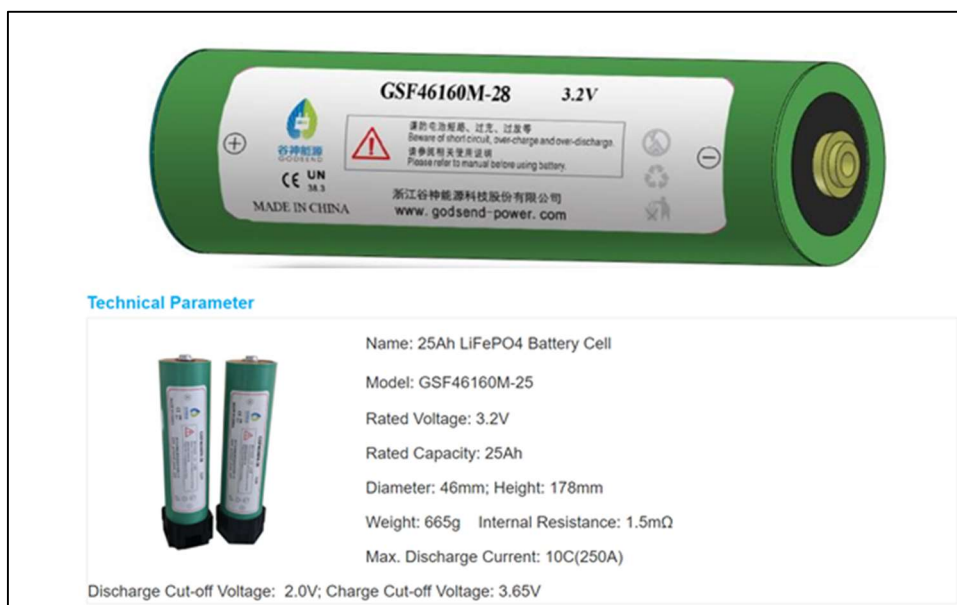 GSF46160M-28 3.2V
谷神能源
GODSEND
CE UN
38.3
MADE IN CHINA
谨防电池短路、过充、过放等
Beware of short circuit, over-charge and over-discharge.
请参照相关使用说明
Please refer to manual before using battery.
浙江谷神能源科技股份有限公司
www. godsend-power. com
Technical Parameter
Name: 25Ah LiFePO4 Battery Cell
Model: GSF46160M-25
Rated Voltage: 3.2V
Rated Capacity: 25Ah
Diameter: 46mm; Height: 178mm
Weight: 665g Internal Resistance: 1.5mΩ
Max. Discharge Current: 10C(250A)
Discharge Cut-off Voltage: 2.0V; Charge Cut-off Voltage: 3.65V